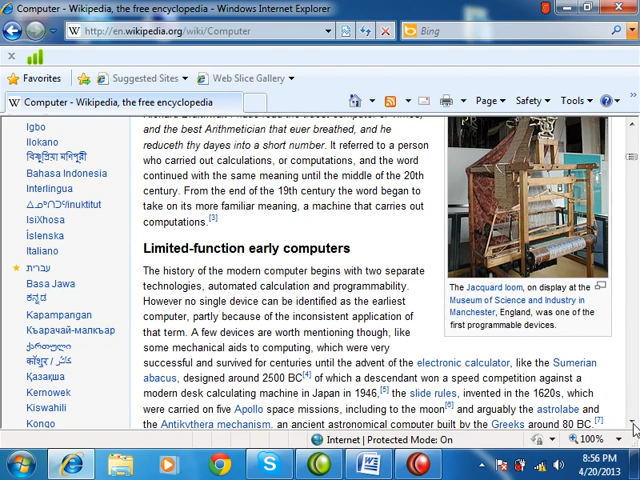 Computer - Wikipedia, the free encyclopedia - Windows Internet Explorer
http://en.wikipedia.org/wiki/Computer
Bing
Favorites Suggested Sites Web Slice Gallery
Computer - Wikipedia, the free encyclopedia
Page Safety Tools
Igbo
Ilokano
বিষ্ণুপ্রিয়া মণিপুরী
Bahasa Indonesia
Interlingua
ᐃᓄᒃᑎᑐᑦ/inuktitut
IsiXhosa
Íslenska
Italiano
עברית
Basa Jawa
ಕನ್ನಡ
Kapampangan
Къарачай-малкъар
ქართული
Қазақша
Kernowek
Kiswahili
Kongo
and the best Arithmetician that euer breathed, and he
reduceth thy dayes into a short number. It referred to a person
who carried out calculations, or computations, and the word
continued with the same meaning until the middle of the 20th
century. From the end of the 19th century the word began to
take on its more familiar meaning, a machine that carries out
computations.[3]
Limited-function early computers
The history of the modern computer begins with two separate
technologies, automated calculation and programmability.
However no single device can be identified as the earliest
computer, partly because of the inconsistent application of
that term. A few devices are worth mentioning though, like
some mechanical aids to computing, which were very
successful and survived for centuries until the advent of the electronic calculator, like the Sumerian
abacus, designed around 2500 BC[4] of which a descendant won a speed competition against a
modern desk calculating machine in Japan in 1946,[5] the slide rules, invented in the 1620s, which
were carried on five Apollo space missions, including to the moon[6] and arguably the astrolabe and
the Antikythera mechanism, an ancient astronomical computer built by the Greeks around 80 BC.[7]
The Jacquard loom, on display at the
Museum of Science and Industry in
Manchester, England, was one of the
first programmable devices.
Internet | Protected Mode: On
100%
8:56 PM
4/20/2013